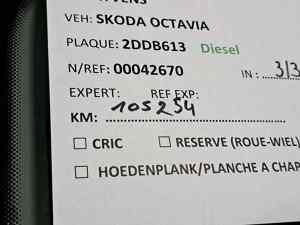 VEH: SKODA OCTAVIA
PLAQUE: 2DDB613 Diesel
N/REF: 00042670 IN : 3/3
EXPERT: REF EXP:
KM: 105254
CRIC RESERVE (ROUE-WIEL)
HOEDENPLANK/PLANCHE A CHAP